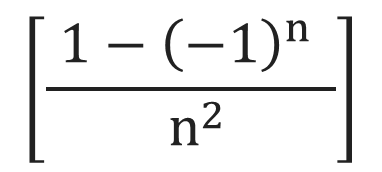 [(1 − (−1)ⁿ)/n²]